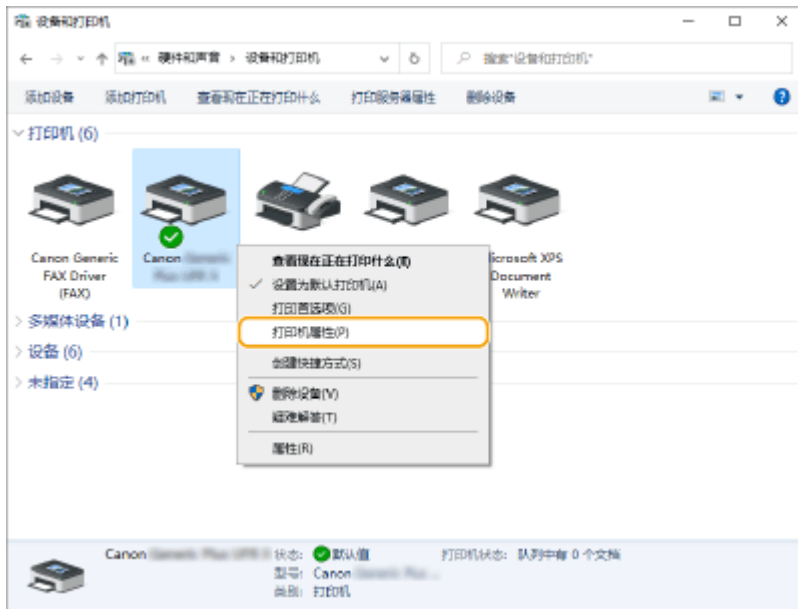 设备和打印机
« 硬件和声音 › 设备和打印机
搜索"设备和打印机"
添加设备 添加打印机 查看现在正在打印什么 打印服务器属性 删除设备
打印机 (6)
Canon Generic
FAX Driver
(FAX)
Canon
icrosoft XPS
Document
Writer
查看现在正在打印什么(E)
设置为默认打印机(A)
打印首选项(G)
打印机属性(P)
创建快捷方式(S)
删除设备(V)
疑难解答(T)
属性(R)
多媒体设备 (1)
设备 (6)
未指定 (4)
Canon 状态: 默认值 打印机状态: 队列中有 0 个文档
型号: Canon
类别: 打印机